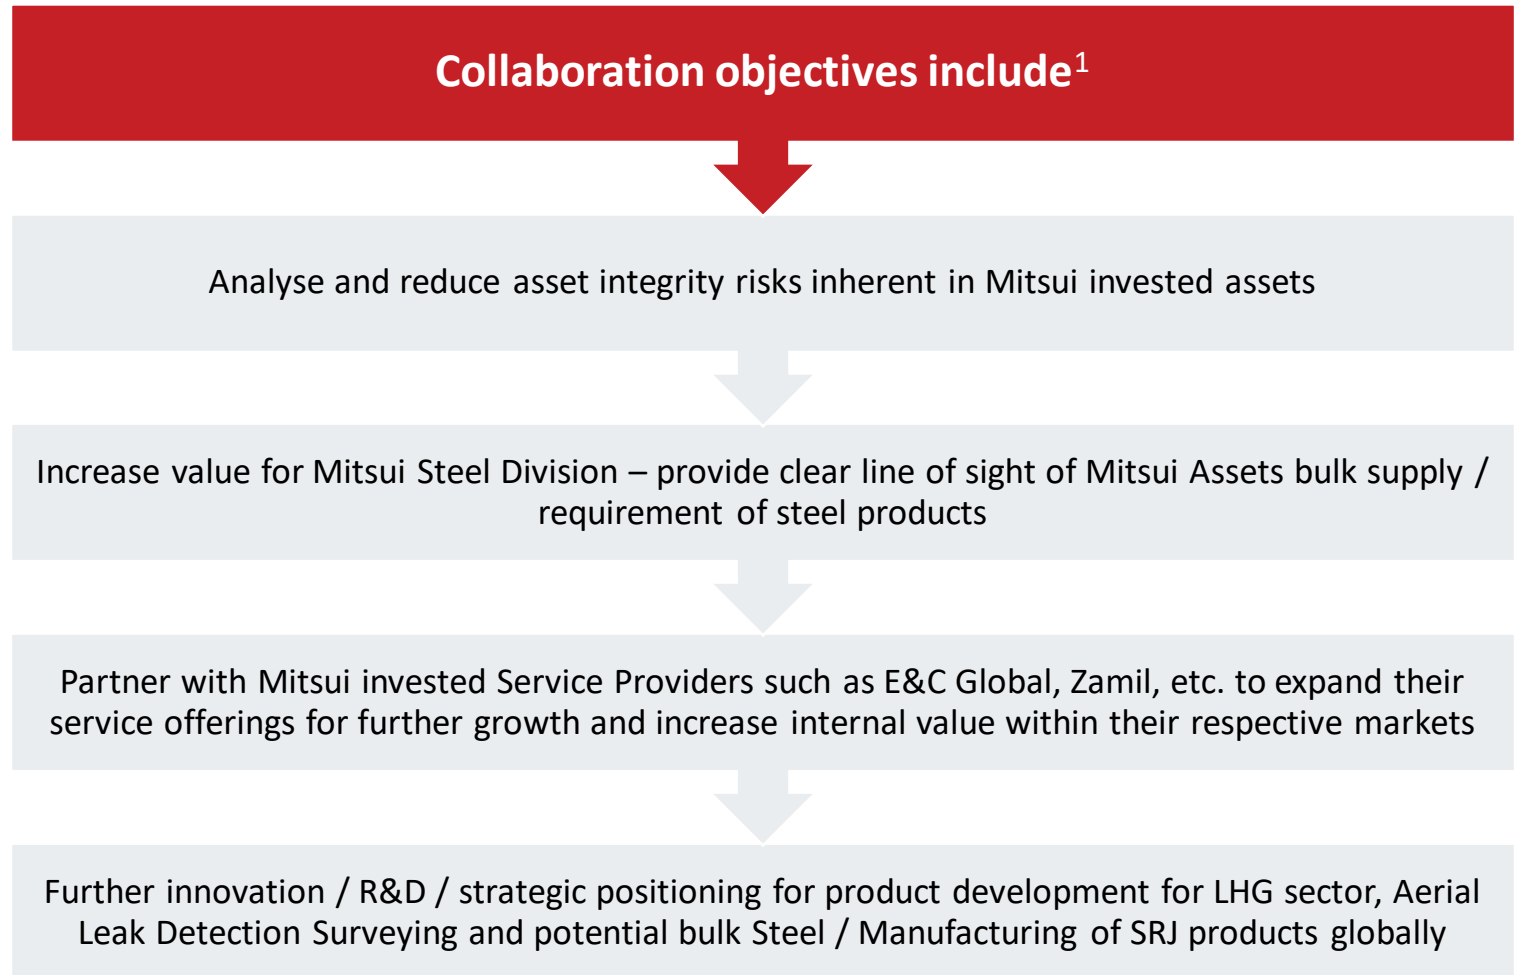 Collaboration objectives include¹
Analyse and reduce asset integrity risks inherent in Mitsui invested assets
Increase value for Mitsui Steel Division – provide clear line of sight of Mitsui Assets bulk supply /
requirement of steel products
Partner with Mitsui invested Service Providers such as E&C Global, Zamil, etc. to expand their
service offerings for further growth and increase internal value within their respective markets
Further innovation / R&D / strategic positioning for product development for LHG sector, Aerial
Leak Detection Surveying and potential bulk Steel / Manufacturing of SRJ products globally